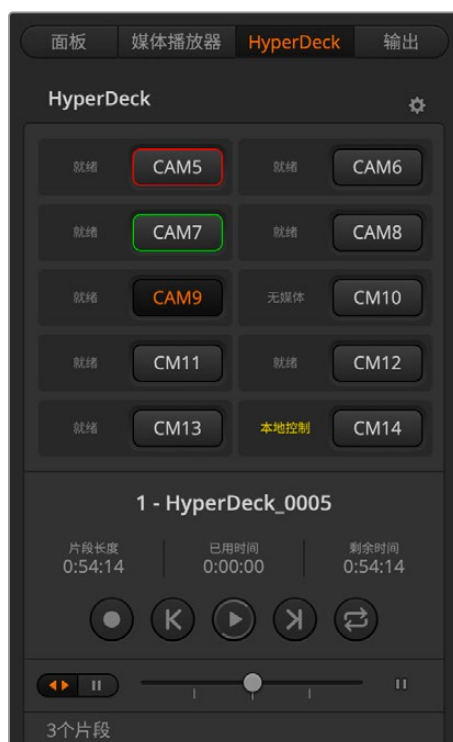 面板 媒体播放器 HyperDeck 输出
HyperDeck
就绪 CAM5 就绪 CAM6
就绪 CAM7 就绪 CAM8
就绪 CAM9 无媒体 CM10
就绪 CM11 就绪 CM12
就绪 CM13 本地控制 CM14
1 - HyperDeck_0005
片段长度 已用时间 剩余时间
0:54:14 0:00:00 0:54:14
3个片段